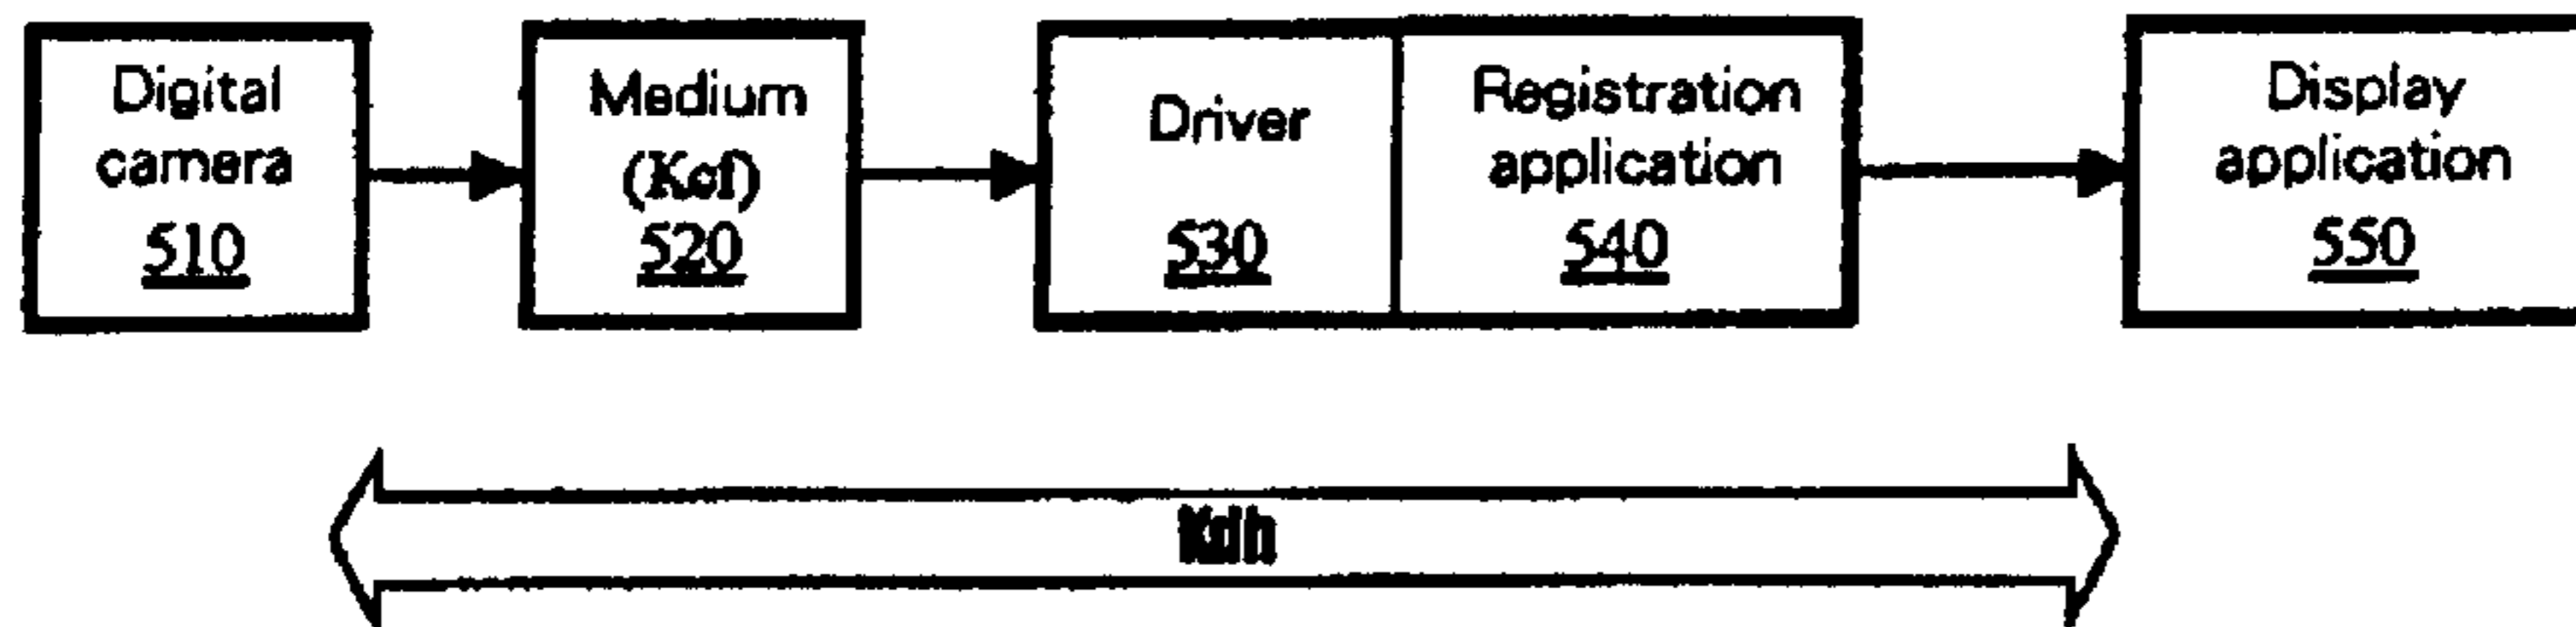 Digital
camera
510
Medium
(Kcf)
520
Driver
530
Registration
application
540
Display
application
550
Kdh